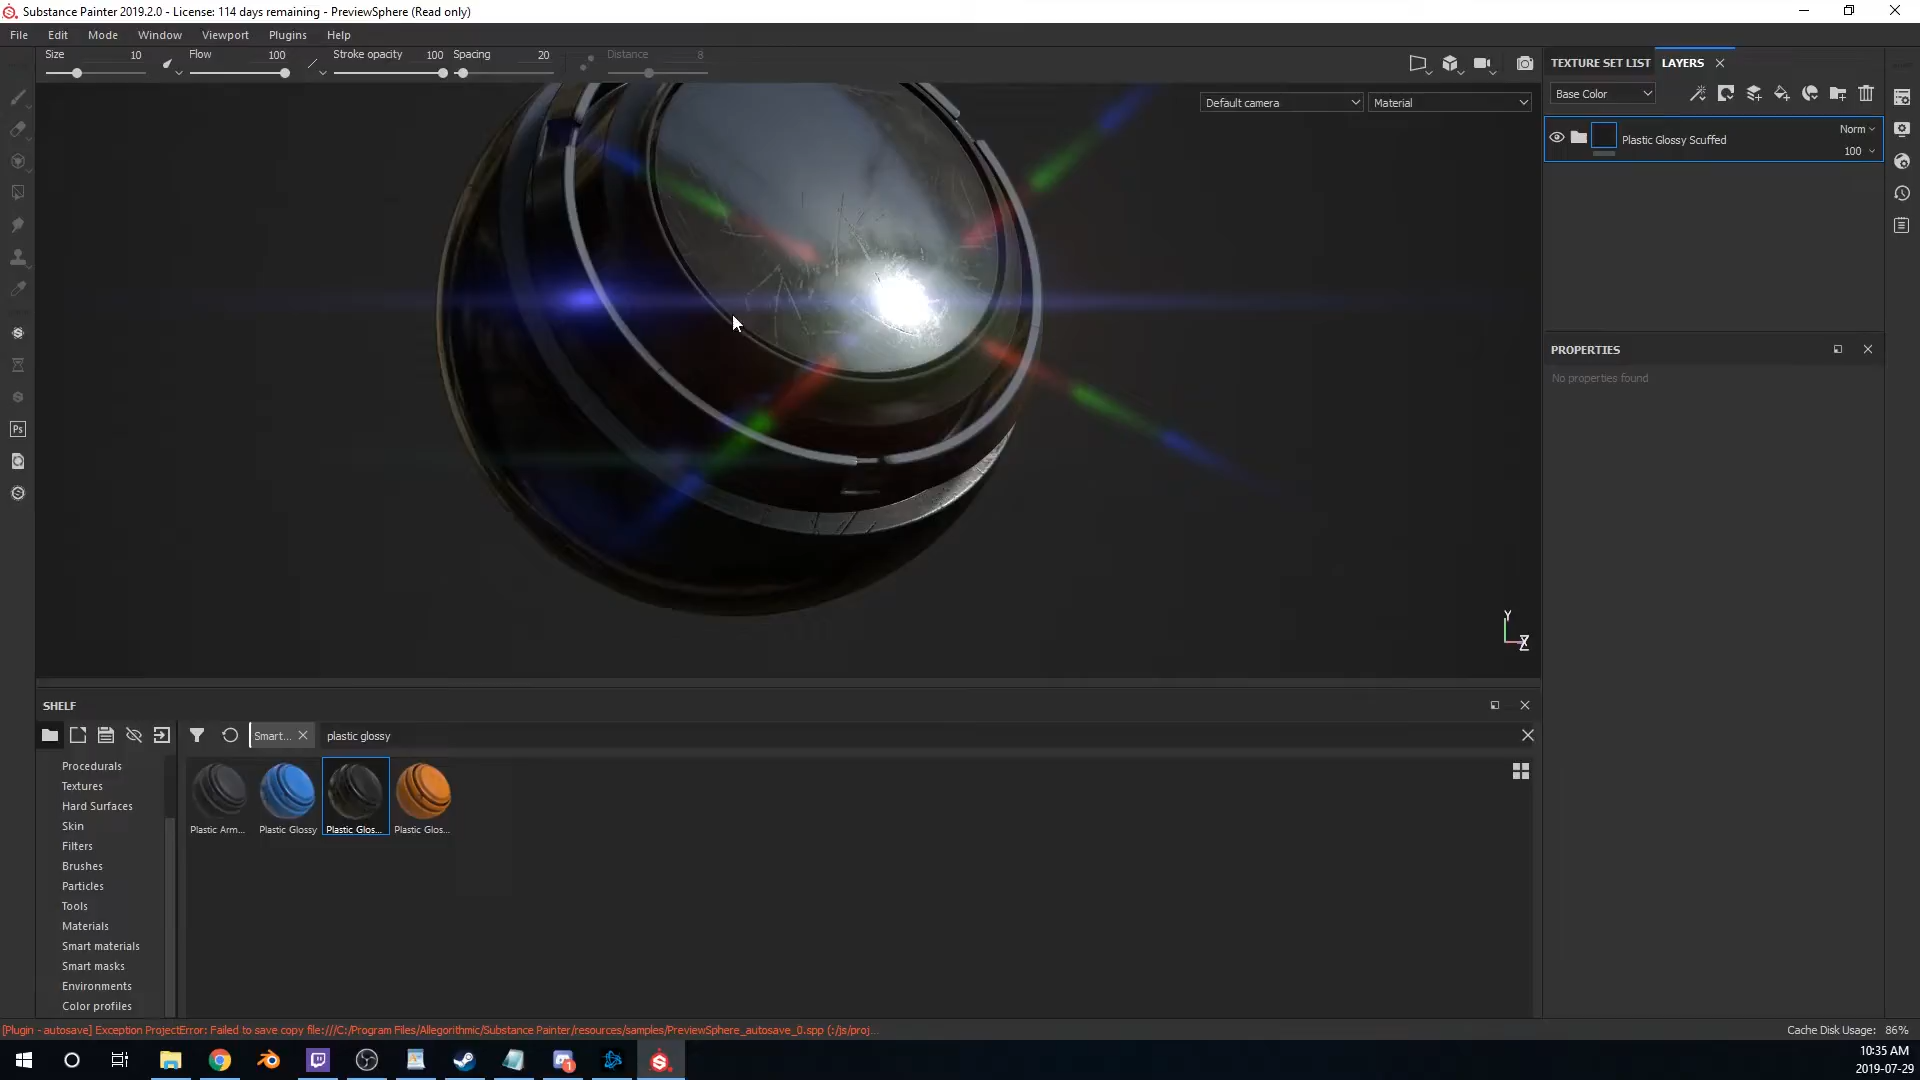 Substance Painter 2019.2.0 - License: 114 days remaining - PreviewSphere (Read only)
File Edit Mode Window Viewport Plugins Help
Size 10 Flow 100 Stroke opacity 100 Spacing 20 Distance 8
TEXTURE SET LIST LAYERS
Base Color
Default camera Material
Plastic Glossy Scuffed Norm
100
PROPERTIES
No properties found
Y
Z
SHELF
Smart... plastic glossy
Procedurals
Textures
Hard Surfaces
Skin
Filters
Brushes
Particles
Tools
Materials
Smart materials
Smart masks
Environments
Color profiles
Plastic Arm... Plastic Glossy Plastic Glos... Plastic Glos...
Ps
[Plugin - autosave] Exception ProjectError: Failed to save copy file:///C:/Program Files/Allegorithmic/Substance Painter/resources/samples/PreviewSphere_autosave_0.spp (:/js/proj...
Cache Disk Usage: 86%
10:35 AM
2019-07-29